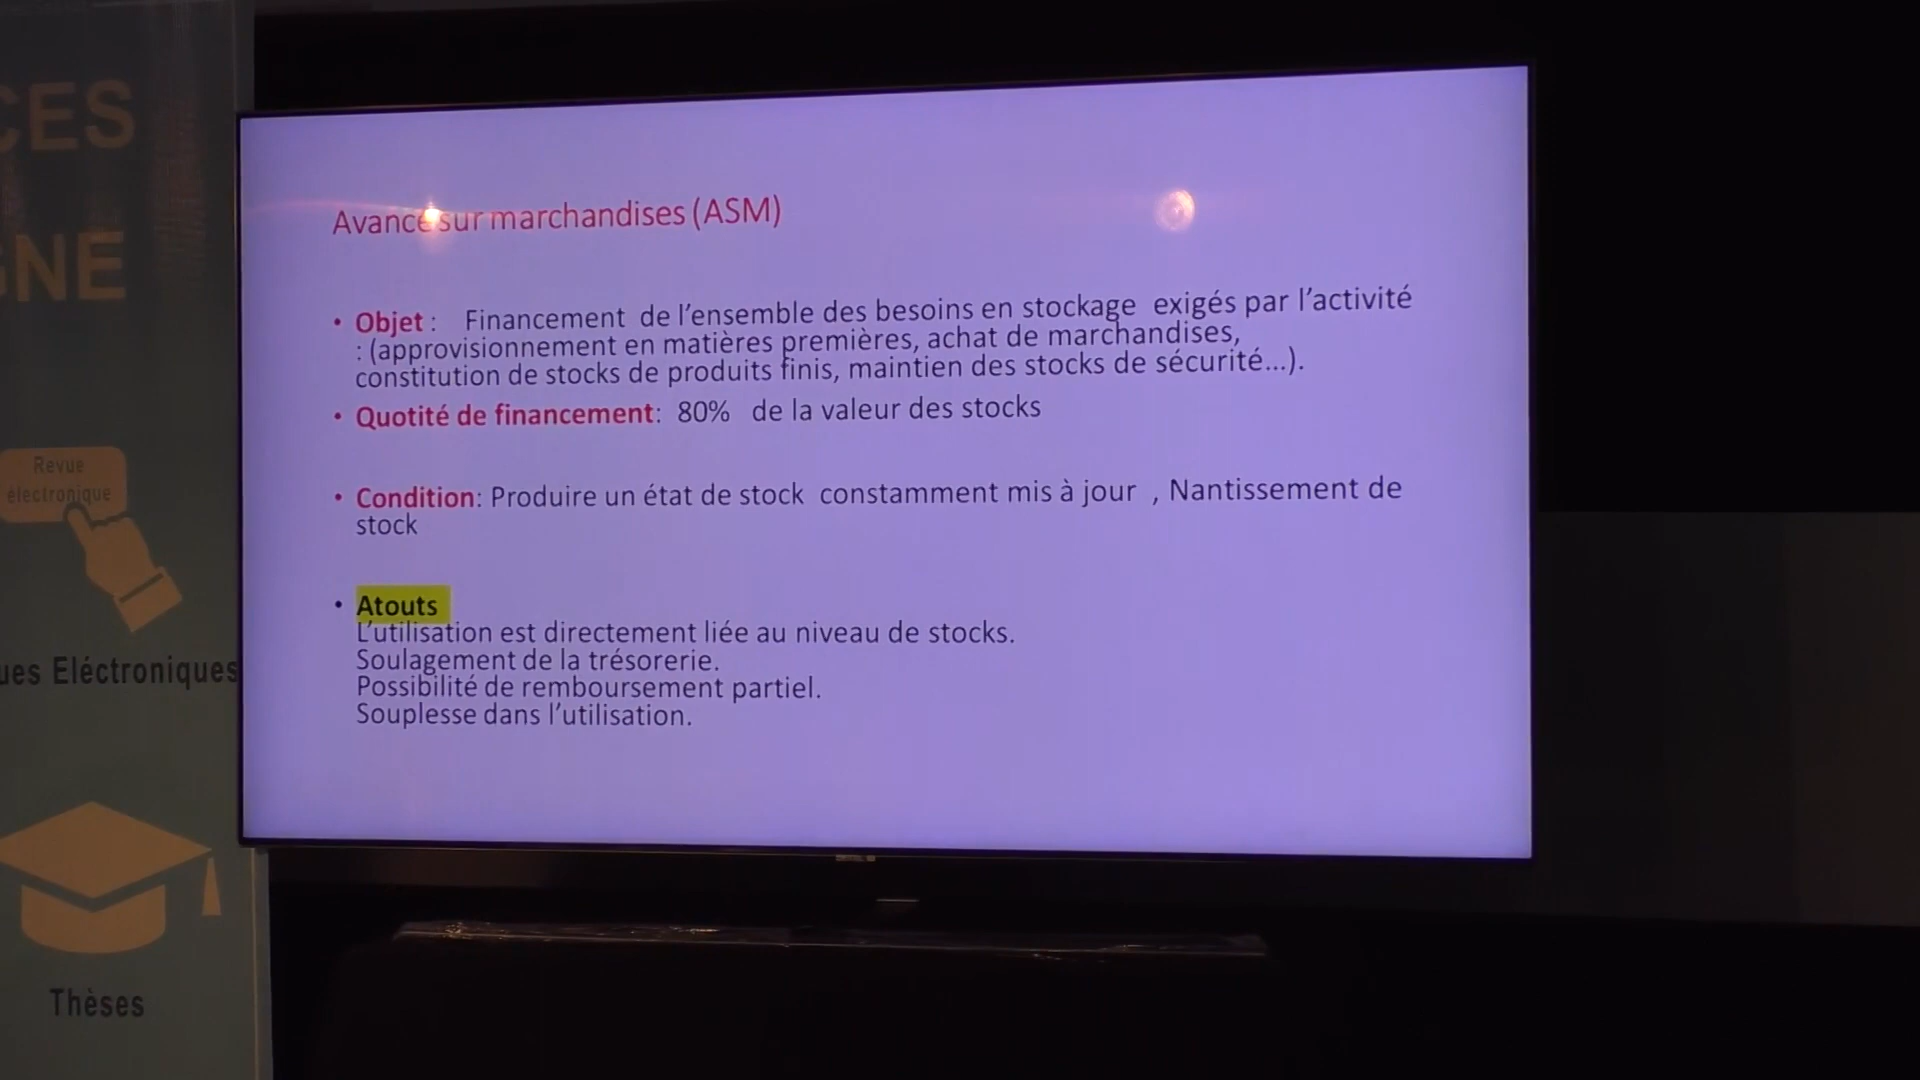 CES
GNE
Revue
électronique
ues Eléctroniques
Thèses
Avance sur marchandises (ASM)
• Objet : Financement de l'ensemble des besoins en stockage exigés par l'activité
: (approvisionnement en matières premières, achat de marchandises,
constitution de stocks de produits finis, maintien des stocks de sécurité...).
• Quotité de financement: 80% de la valeur des stocks
• Condition: Produire un état de stock constamment mis à jour , Nantissement de
stock
• Atouts
L'utilisation est directement liée au niveau de stocks.
Soulagement de la trésorerie.
Possibilité de remboursement partiel.
Souplesse dans l'utilisation.